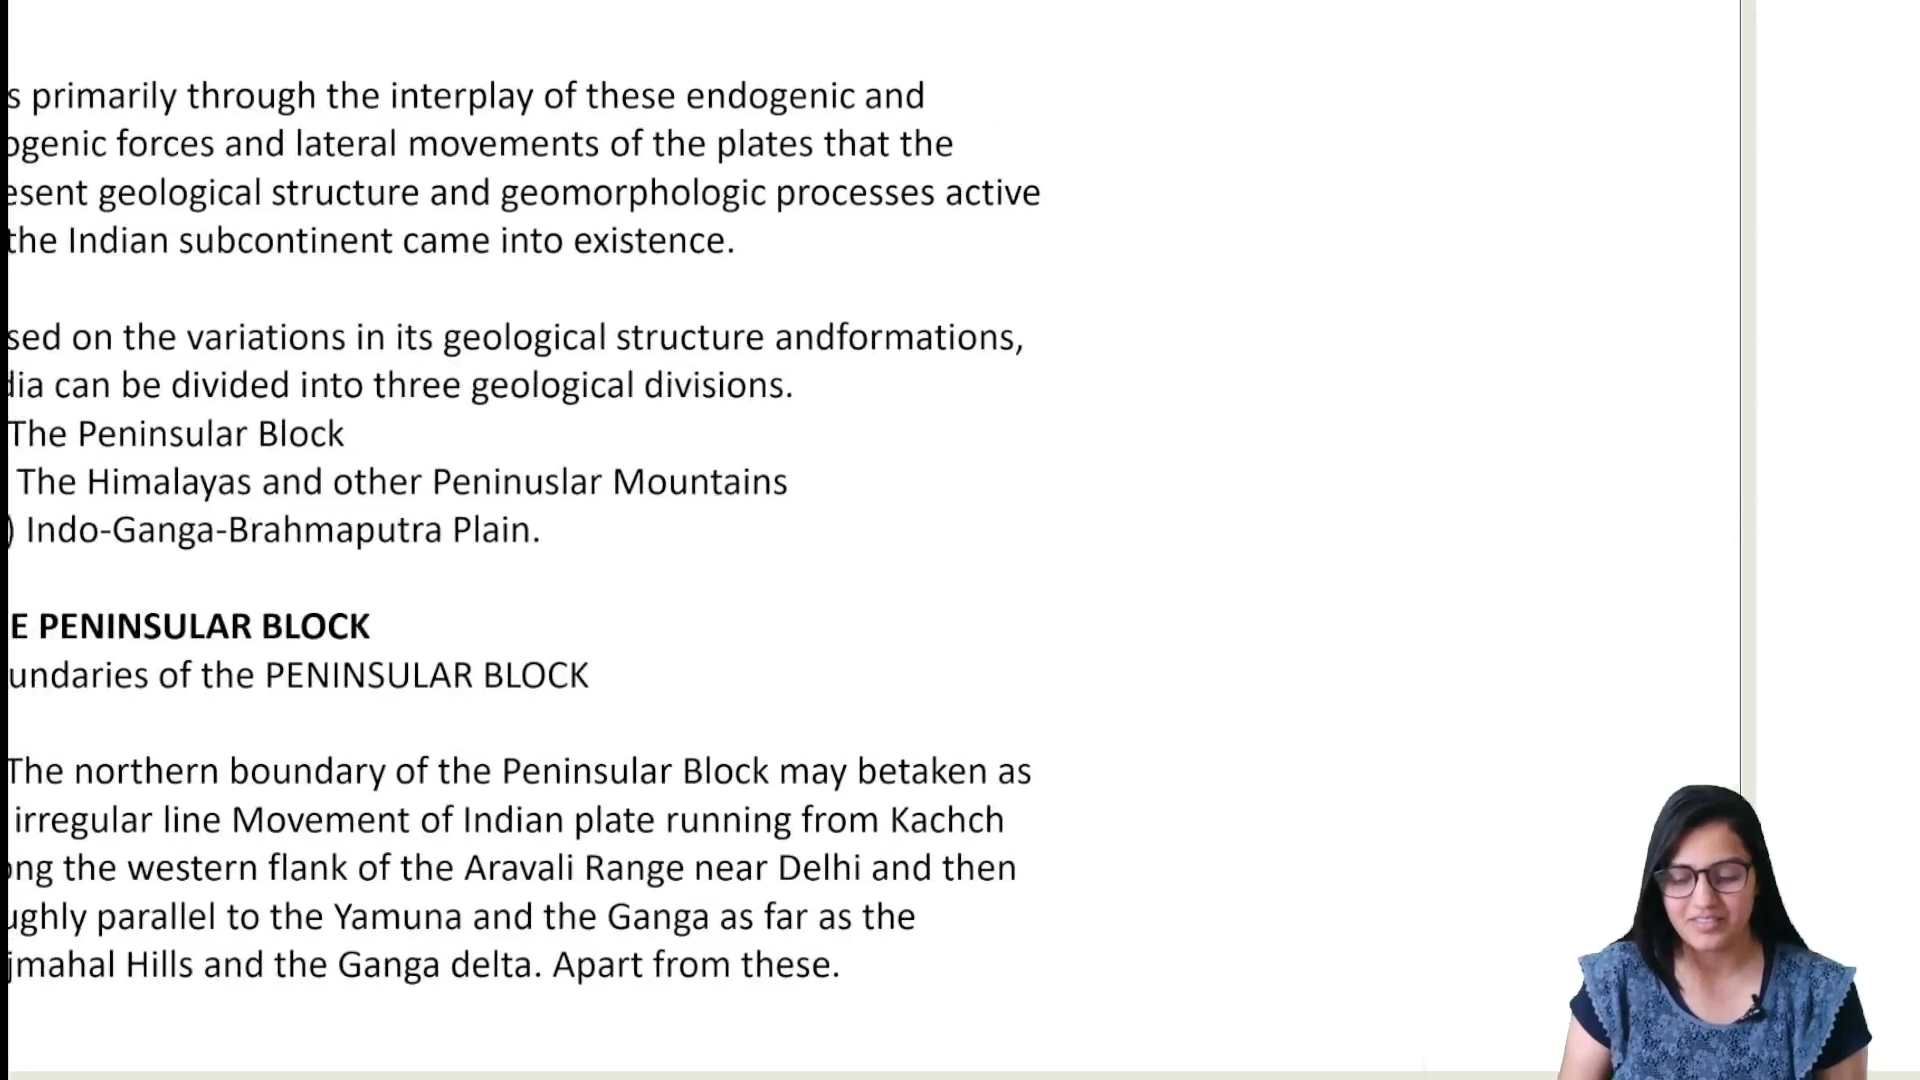 s primarily through the interplay of these endogenic and
ogenic forces and lateral movements of the plates that the
esent geological structure and geomorphologic processes active
the Indian subcontinent came into existence.
sed on the variations in its geological structure andformations,
dia can be divided into three geological divisions.
The Peninsular Block
The Himalayas and other Peninuslar Mountains
) Indo-Ganga-Brahmaputra Plain.
E PENINSULAR BLOCK
undaries of the PENINSULAR BLOCK
The northern boundary of the Peninsular Block may betaken as
irregular line Movement of Indian plate running from Kachch
ong the western flank of the Aravali Range near Delhi and then
ughly parallel to the Yamuna and the Ganga as far as the
jmahal Hills and the Ganga delta. Apart from these.